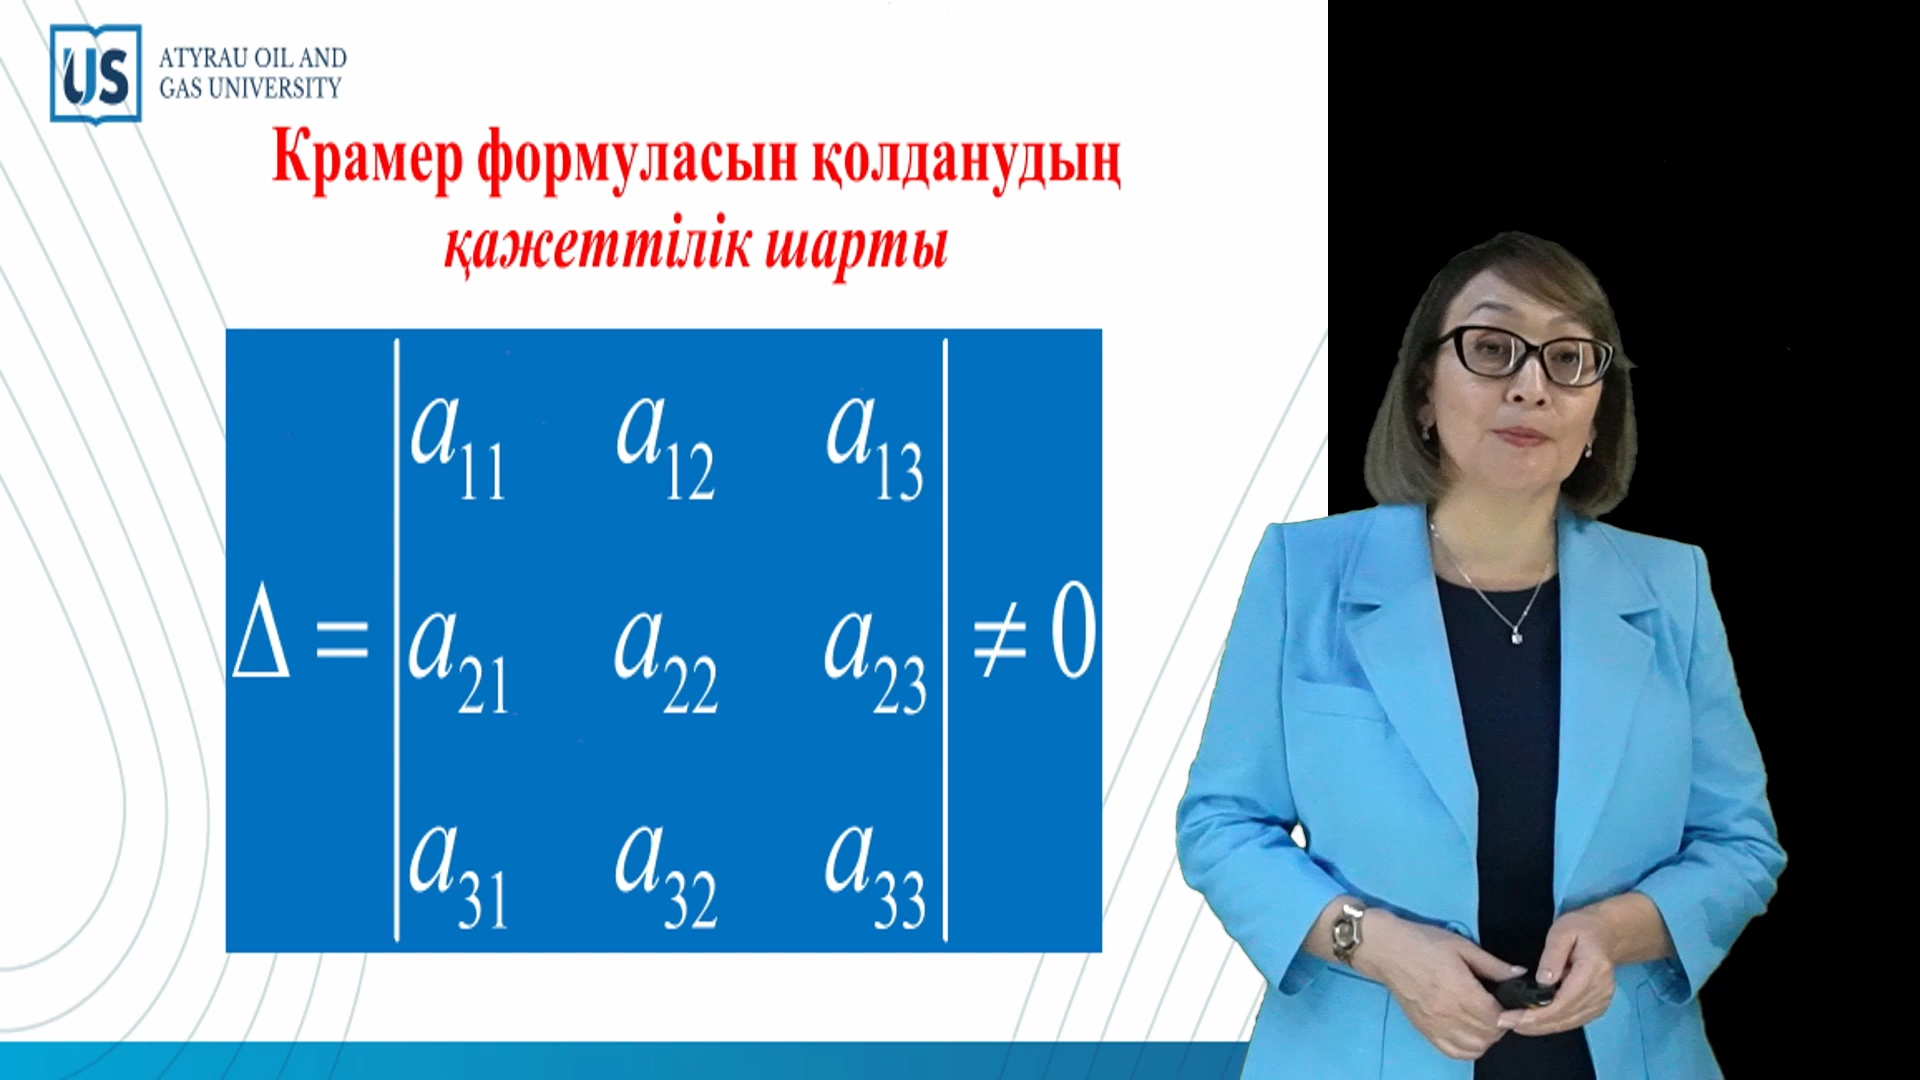 US
ATYRAU OIL AND
GAS UNIVERSITY
Крамер формуласын қолданудың
қажеттілік шарты
a₁₁ a₁₂ a₁₃
Δ = a₂₁ a₂₂ a₂₃ ≠ 0
a₃₁ a₃₂ a₃₃